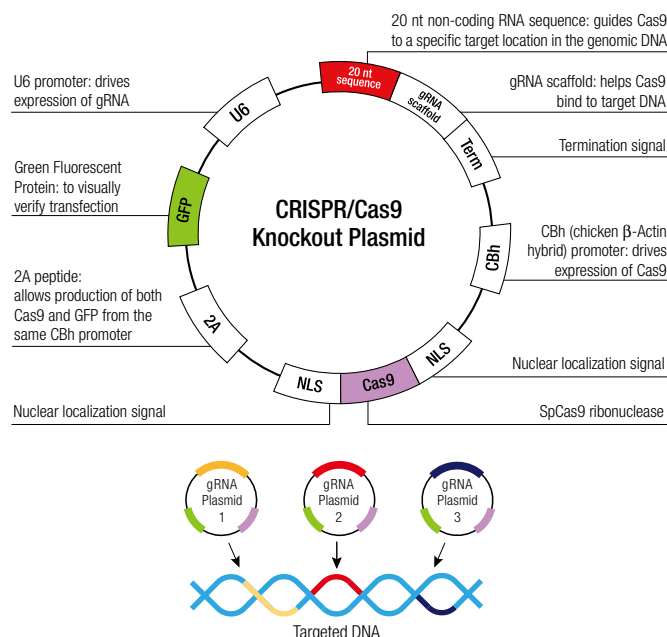 20 nt non-coding RNA sequence: guides Cas9
to a specific target location in the genomic DNA
U6 promoter: drives
expression of gRNA
gRNA scaffold: helps Cas9
bind to target DNA
Termination signal
Green Fluorescent
Protein: to visually
verify transfection
CBh (chicken β-Actin
hybrid) promoter: drives
expression of Cas9
2A peptide:
allows production of both
Cas9 and GFP from the
same CBh promoter
Nuclear localization signal
Nuclear localization signal
SpCas9 ribonuclease
20 nt
sequence
gRNA
scaffold
Term
CBh
NLS
Cas9
NLS
2A
GFP
U6
CRISPR/Cas9
Knockout Plasmid
gRNA
Plasmid
1
gRNA
Plasmid
2
gRNA
Plasmid
3
Targeted DNA